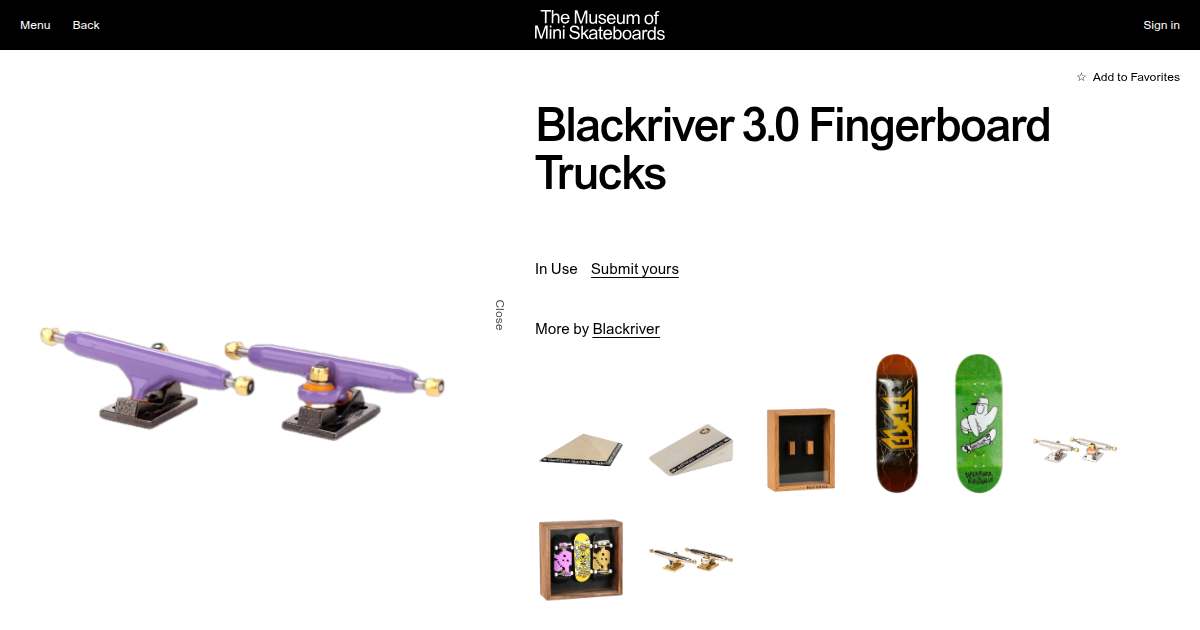 Menu
Back
The Museum of
Mini Skateboards
Sign in
☆ Add to Favorites
Blackriver 3.0 Fingerboard
Trucks
In Use
Submit yours
Close
More by Blackriver